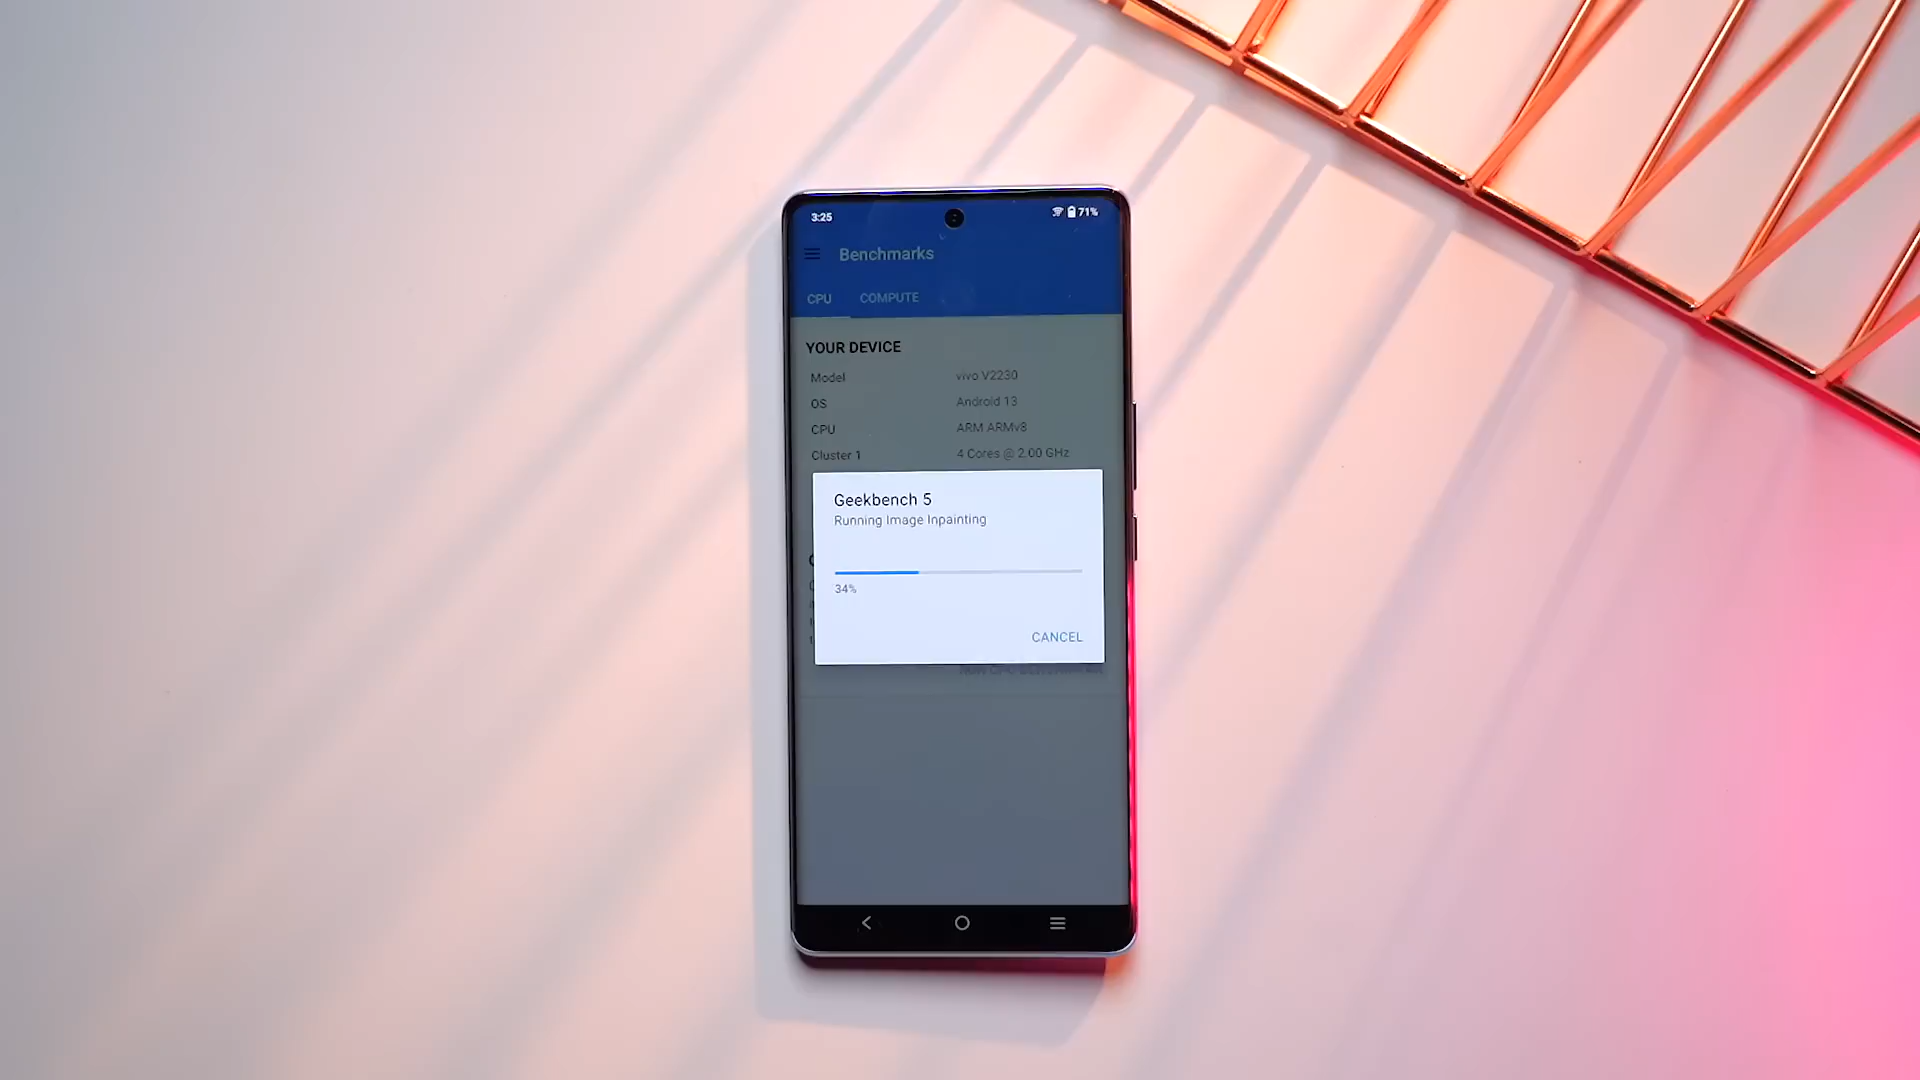 3:25
71%
Benchmarks
CPU COMPUTE
YOUR DEVICE
Model vivo V2230
OS Android 13
CPU ARM ARMv8
Cluster 1 4 Cores @ 2.00 GHz
Geekbench 5
Running Image Inpainting
34%
CANCEL